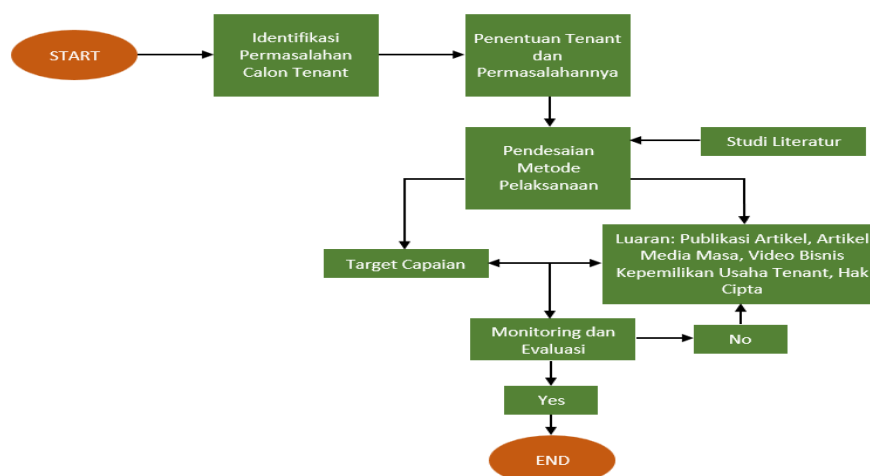 START
Identifikasi
Permasalahan
Calon Tenant
Penentuan Tenant
dan
Permasalahannya
Pendesaian
Metode
Pelaksanaan
Studi Literatur
Target Capaian
Luaran: Publikasi Artikel, Artikel
Media Masa, Video Bisnis
Kepemilikan Usaha Tenant, Hak
Cipta
Monitoring dan
Evaluasi
No
Yes
END